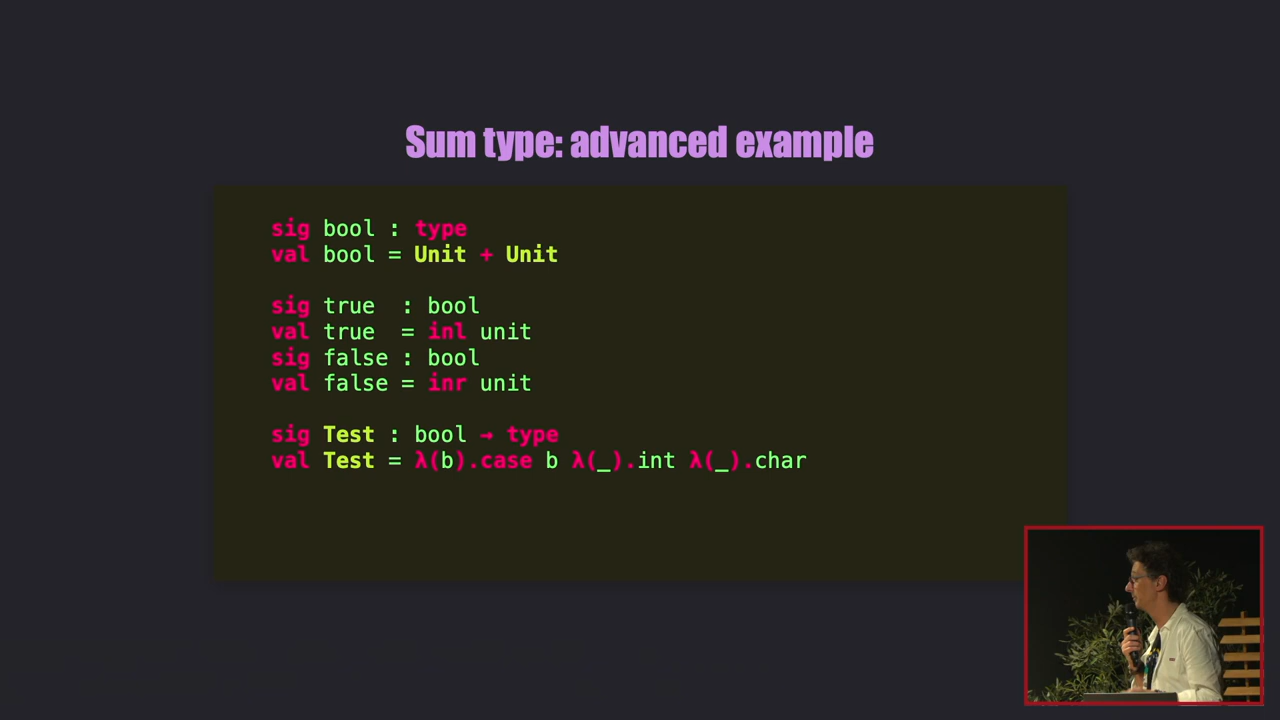 Sum type: advanced example
sig bool : type
val bool = Unit + Unit
sig true  : bool
val true  = inl unit
sig false : bool
val false = inr unit
sig Test : bool → type
val Test = λ(b).case b λ(_).int λ(_).char